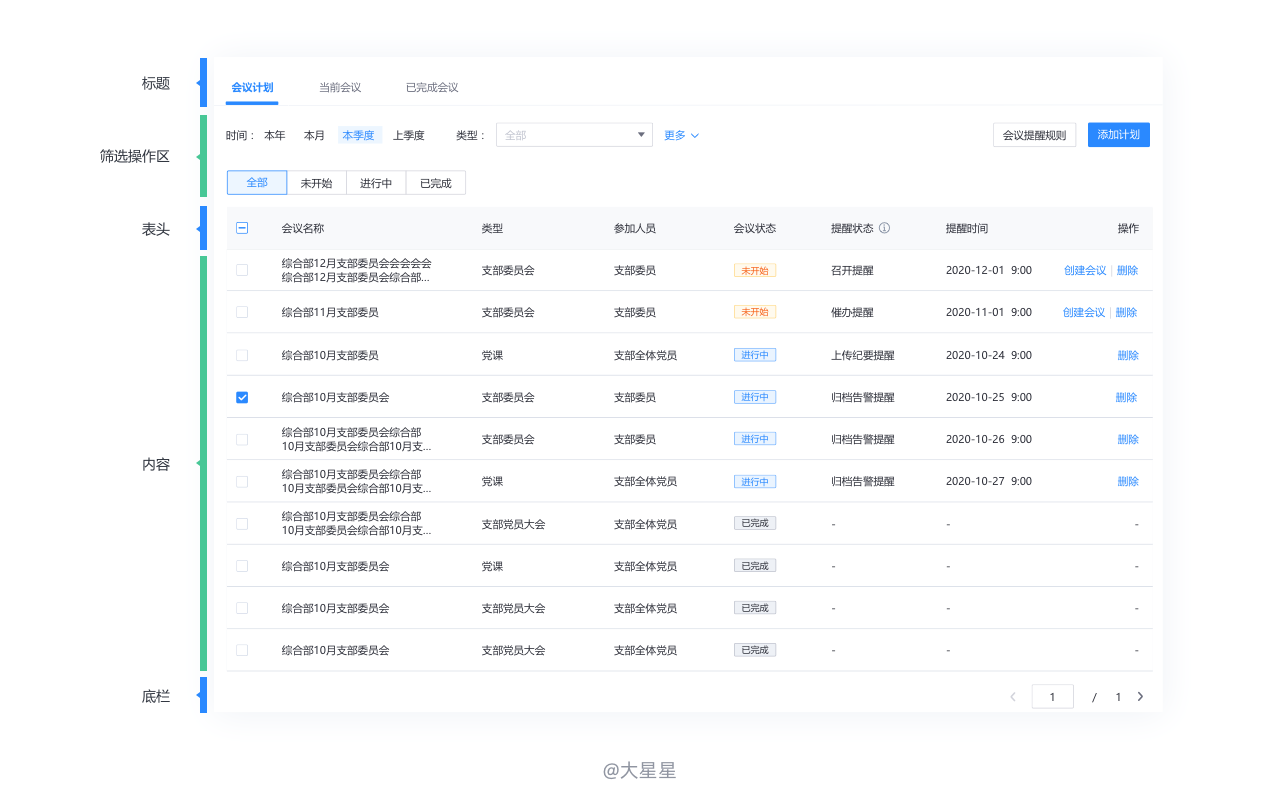 标题
会议计划 当前会议 已完成会议
筛选操作区
时间： 本年 本月 本季度 上季度 类型： 全部 更多 会议提醒规则 添加计划
全部 未开始 进行中 已完成
表头
会议名称 类型 参加人员 会议状态 提醒状态 提醒时间 操作
综合部12月支部委员会会会会会
综合部12月支部委员会综合部... 支部委员会 支部委员 未开始 召开提醒 2020-12-01 9:00 创建会议 | 删除
综合部11月支部委员 支部委员会 支部委员 未开始 催办提醒 2020-11-01 9:00 创建会议 | 删除
综合部10月支部委员 党课 支部全体党员 进行中 上传纪要提醒 2020-10-24 9:00 删除
综合部10月支部委员会 支部委员会 支部委员 进行中 归档告警提醒 2020-10-25 9:00 删除
综合部10月支部委员会综合部
10月支部委员会综合部10月支... 支部委员会 支部委员 进行中 归档告警提醒 2020-10-26 9:00 删除
内容
综合部10月支部委员会综合部
10月支部委员会综合部10月支... 党课 支部全体党员 进行中 归档告警提醒 2020-10-27 9:00 删除
综合部10月支部委员会综合部
10月支部委员会综合部10月支... 支部党员大会 支部全体党员 已完成 - - -
综合部10月支部委员会 党课 支部全体党员 已完成 - - -
综合部10月支部委员会 支部党员大会 支部全体党员 已完成 - - -
综合部10月支部委员会 支部党员大会 支部全体党员 已完成 - - -
底栏
1 / 1
@大星星